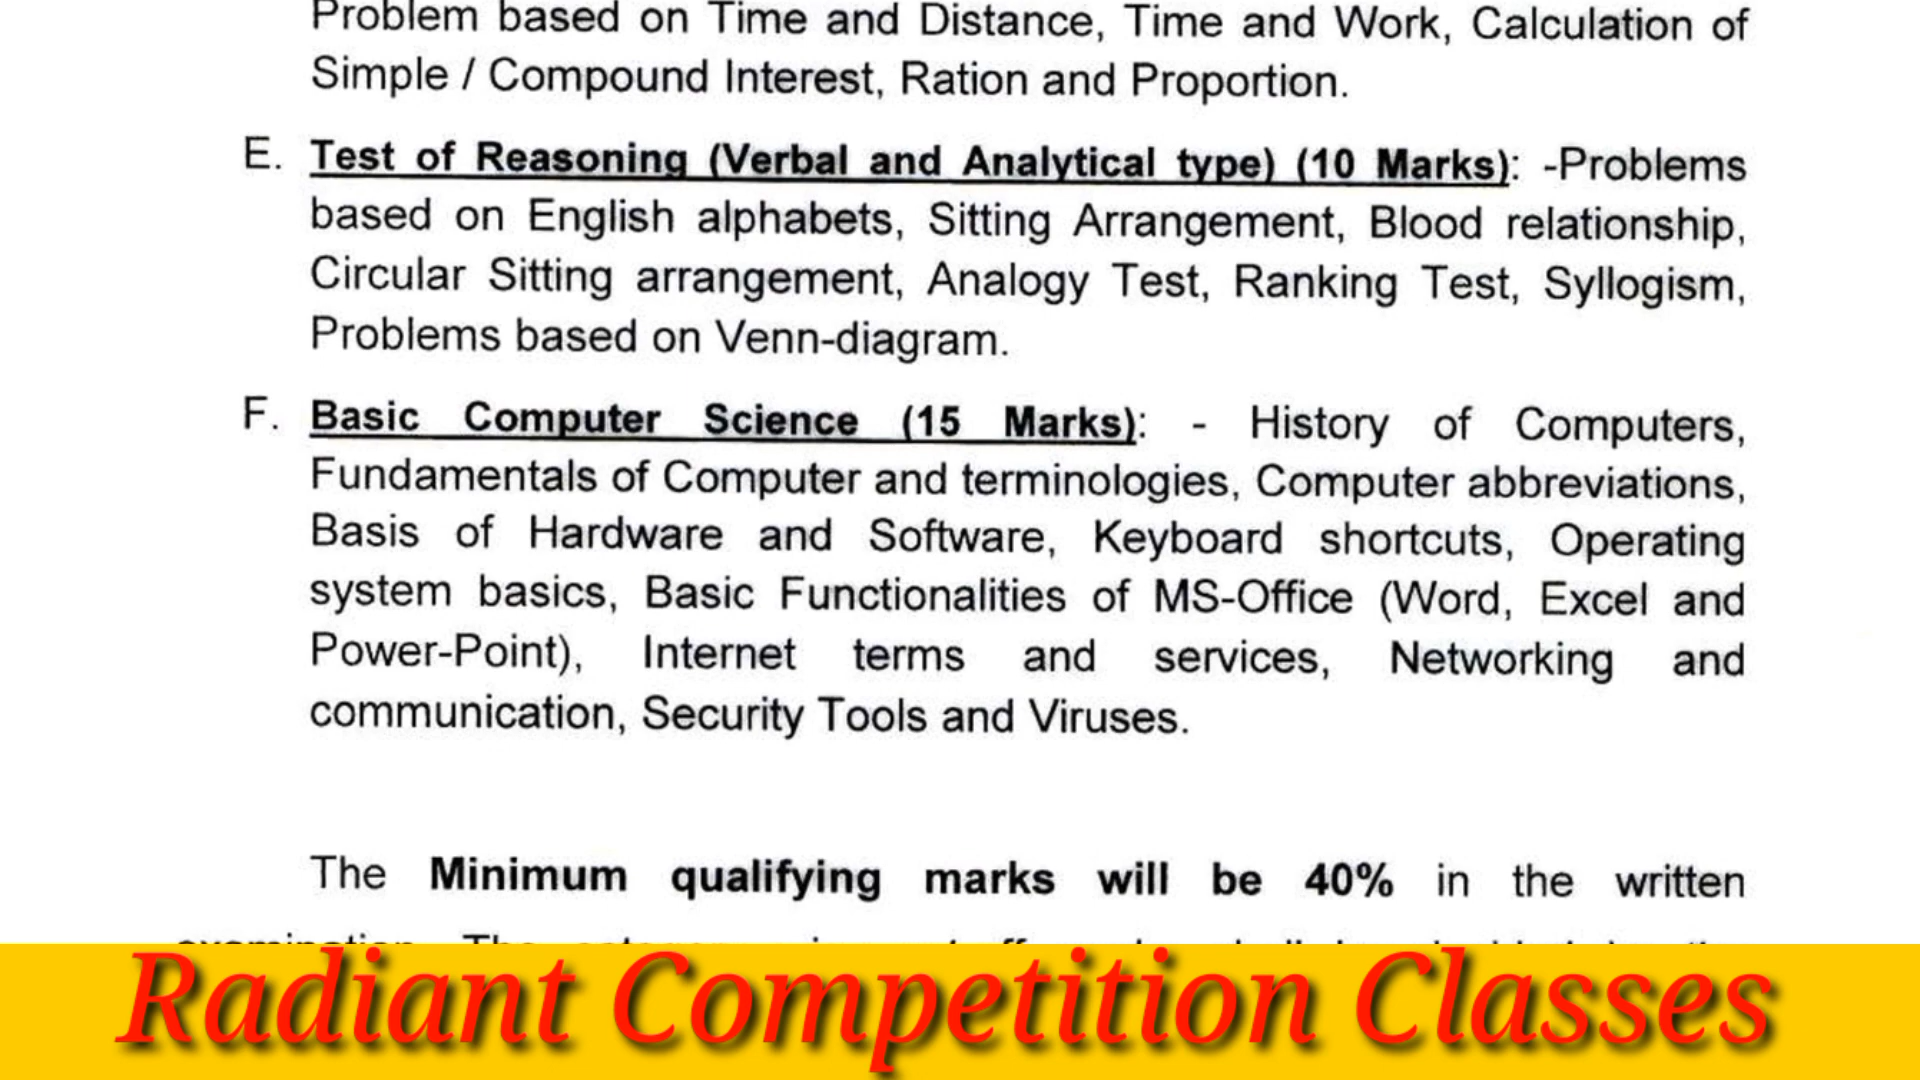 Problem based on Time and Distance, Time and Work, Calculation of
Simple / Compound Interest, Ration and Proportion.
E. Test of Reasoning (Verbal and Analytical type) (10 Marks): -Problems
based on English alphabets, Sitting Arrangement, Blood relationship,
Circular Sitting arrangement, Analogy Test, Ranking Test, Syllogism,
Problems based on Venn-diagram.
F. Basic Computer Science (15 Marks): - History of Computers,
Fundamentals of Computer and terminologies, Computer abbreviations,
Basis of Hardware and Software, Keyboard shortcuts, Operating
system basics, Basic Functionalities of MS-Office (Word, Excel and
Power-Point), Internet terms and services, Networking and
communication, Security Tools and Viruses.
The Minimum qualifying marks will be 40% in the written
Radiant Competition Classes